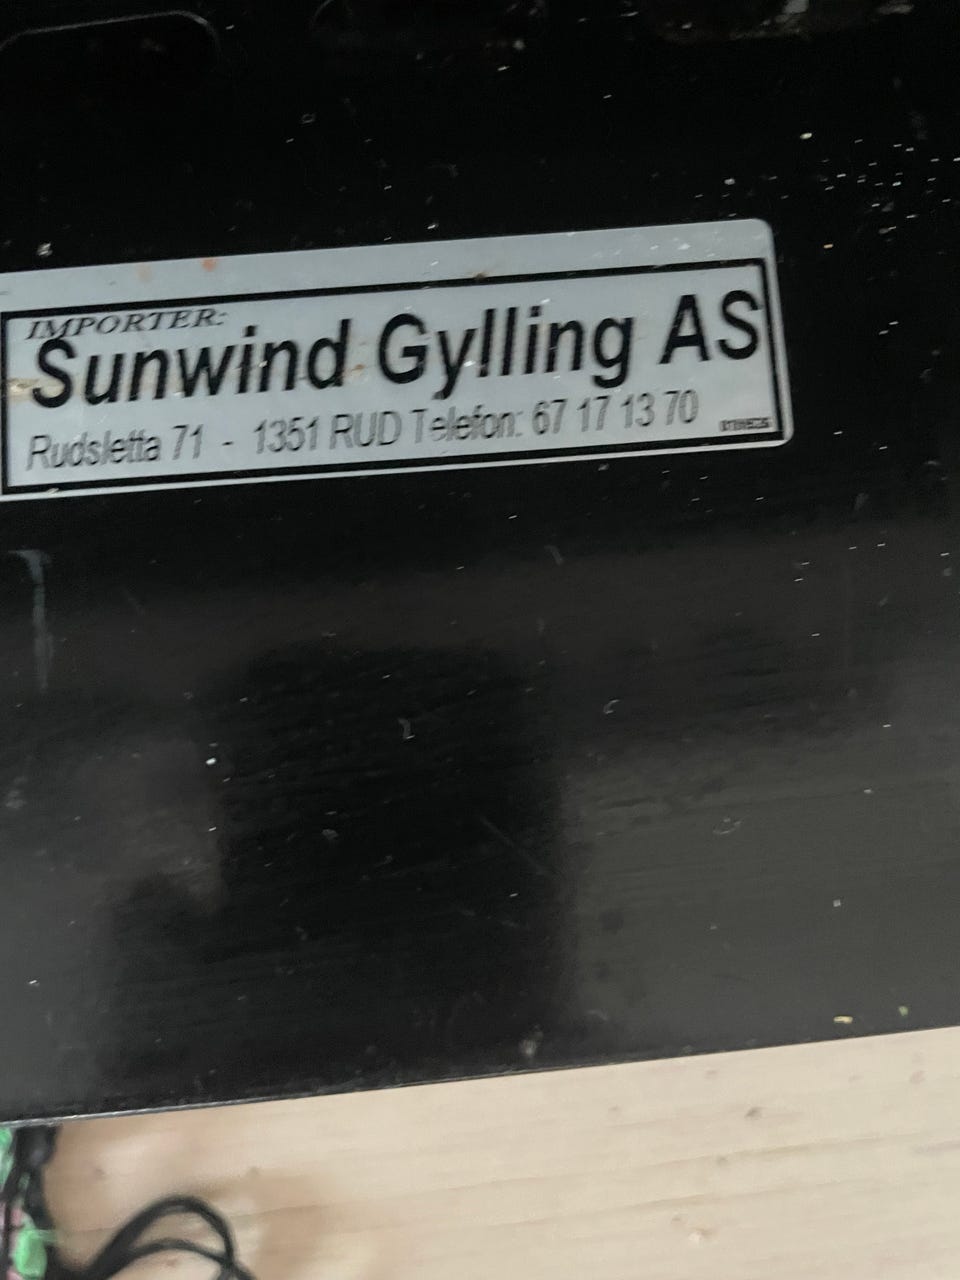 IMPORTER:
Sunwind Gylling AS
Rudsletta 71 - 1351 RUD Telefon: 67 17 13 70